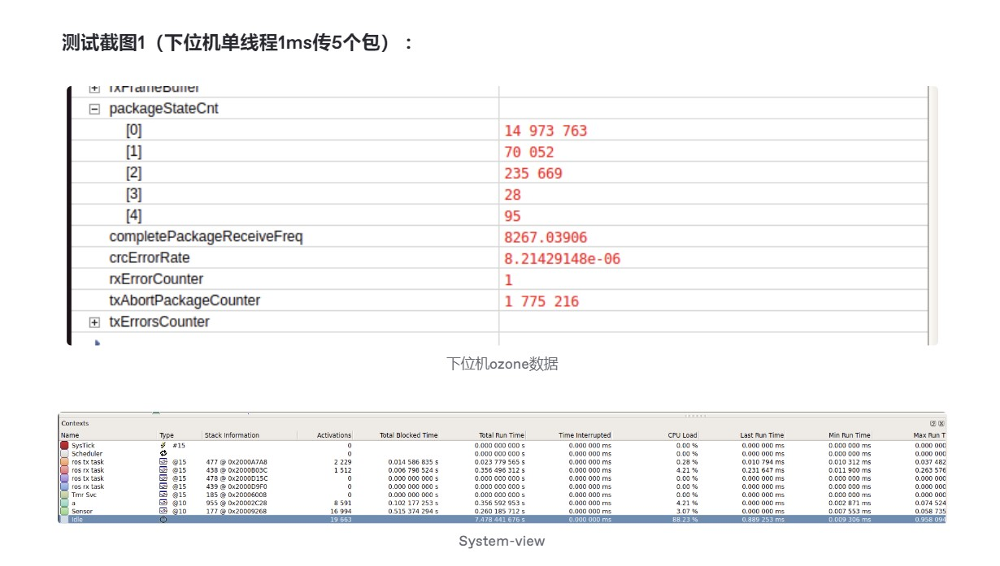 测试截图1（下位机单线程1ms传5个包）：
rxFrameBuffer
packageStateCnt
[0] 14 973 763
[1] 70 052
[2] 235 669
[3] 28
[4] 95
completePackageReceiveFreq 8267.03906
crcErrorRate 8.21429148e-06
rxErrorCounter 1
txAbortPackageCounter 1 775 216
txErrorsCounter
下位机ozone数据
Contexts
Name Type Stack Information Activations Total Blocked Time Total Run Time Time Interrupted CPU Load Last Run Time Min Run Time Max Run T
SysTick #15 0 0.000 000 000 s 0.000 000 ms 0.00 % 0.000 000 ms 0.000 000 ms 0.000 000
Scheduler 0 0.000 000 000 s 0.000 000 ms 0.00 % 0.000 000 ms 0.000 000 ms 0.000 000
ros tx task @15 477 @ 0x2000A7A8 2 229 0.014 586 835 s 0.023 779 565 s 0.000 000 ms 0.28 % 0.010 794 ms 0.010 312 ms 0.037 482
ros rx task @15 438 @ 0x2000B03C 1 512 0.006 798 524 s 0.356 496 312 s 0.000 000 ms 4.21 % 0.231 647 ms 0.011 900 ms 0.263 576
ros tx task @15 478 @ 0x2000D15C 0 0.000 000 000 s 0.000 000 000 s 0.000 000 ms 0.00 % 0.000 000 ms 0.000 000 ms 0.000 000
ros rx task @15 439 @ 0x2000D9F0 0 0.000 000 000 s 0.000 000 000 s 0.000 000 ms 0.00 % 0.000 000 ms 0.000 000 ms 0.000 000
Tmr Svc @15 185 @ 0x20006008 0 0.000 000 000 s 0.000 000 000 s 0.000 000 ms 0.00 % 0.000 000 ms 0.000 000 ms 0.000 000
a @10 955 @ 0x20002C28 8 591 0.102 177 253 s 0.356 592 953 s 0.000 000 ms 4.21 % 0.000 000 ms 0.002 871 ms 0.074 524
Sensor @10 177 @ 0x20009268 16 994 0.515 374 294 s 0.260 185 712 s 0.000 000 ms 3.07 % 0.000 000 ms 0.007 553 ms 0.058 735
Idle 19 663 7.478 441 676 s 0.000 000 ms 88.23 % 0.889 253 ms 0.009 306 ms 0.958 094
System-view